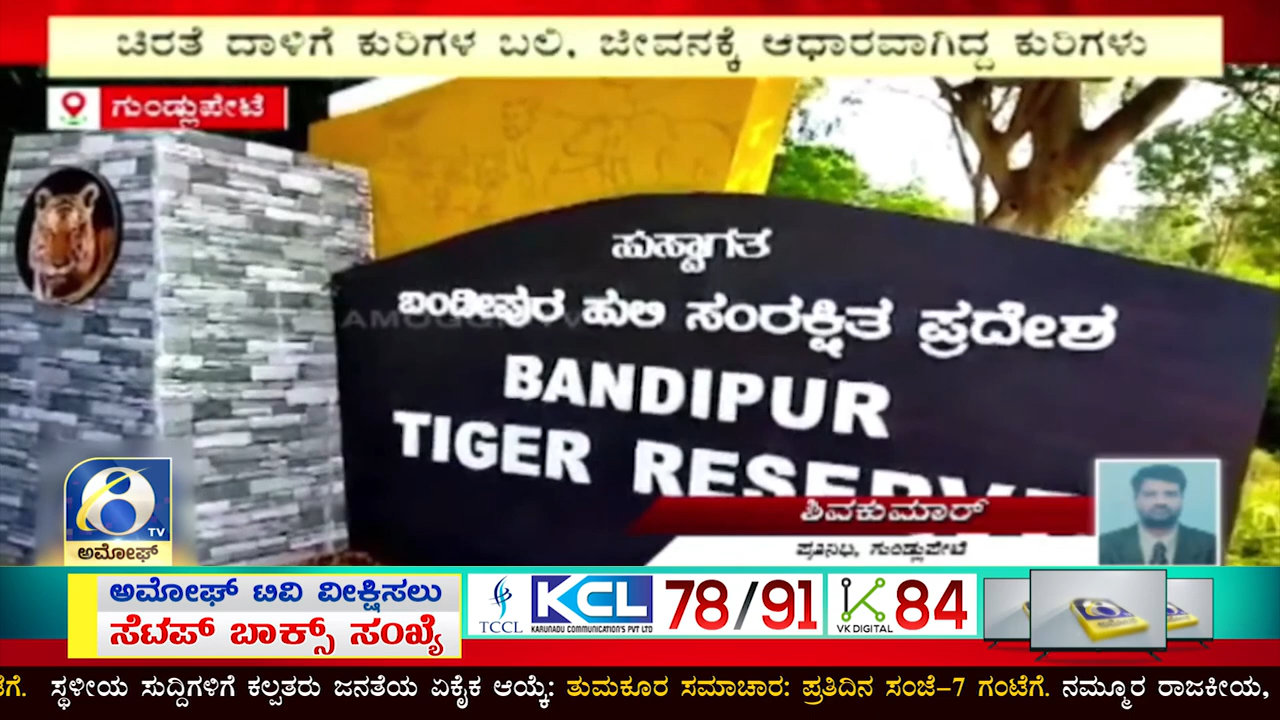 ಚಿರತೆ ದಾಳಿಗೆ ಕುರಿಗಳ ಬಲಿ, ಜೀವನಕ್ಕೆ ಆಧಾರವಾಗಿದ್ದ ಕುರಿಗಳು
ಗುಂಡ್ಲುಪೇಟೆ
ಸುಸ್ವಾಗತ
ಬಂಡೀಪುರ ಹುಲಿ ಸಂರಕ್ಷಿತ ಪ್ರದೇಶ
BANDIPUR
TIGER RESERVE
ಶಿವಕುಮಾರ್
ಪ್ರತಿನಿಧಿ, ಗುಂಡ್ಲುಪೇಟೆ
TV
ಅಮೋಘ್
ಅಮೋಘ್ ಟಿವಿ ವೀಕ್ಷಿಸಲು
ಸೆಟಪ್ ಬಾಕ್ಸ್ ಸಂಖ್ಯೆ
TCCL
KCL
KARUNADU COMMUNICATION'S PVT LTD
78/91
VK DIGITAL
84
ಗೆ. ಸ್ಥಳೀಯ ಸುದ್ದಿಗಳಿಗೆ ಕಲ್ಪತರು ಜನತೆಯ ಏಕೈಕ ಆಯ್ಕೆ: ತುಮಕೂರ ಸಮಾಚಾರ: ಪ್ರತಿದಿನ ಸಂಜೆ-7 ಗಂಟೆಗೆ. ನಮ್ಮೂರ ರಾಜಕೀಯ,